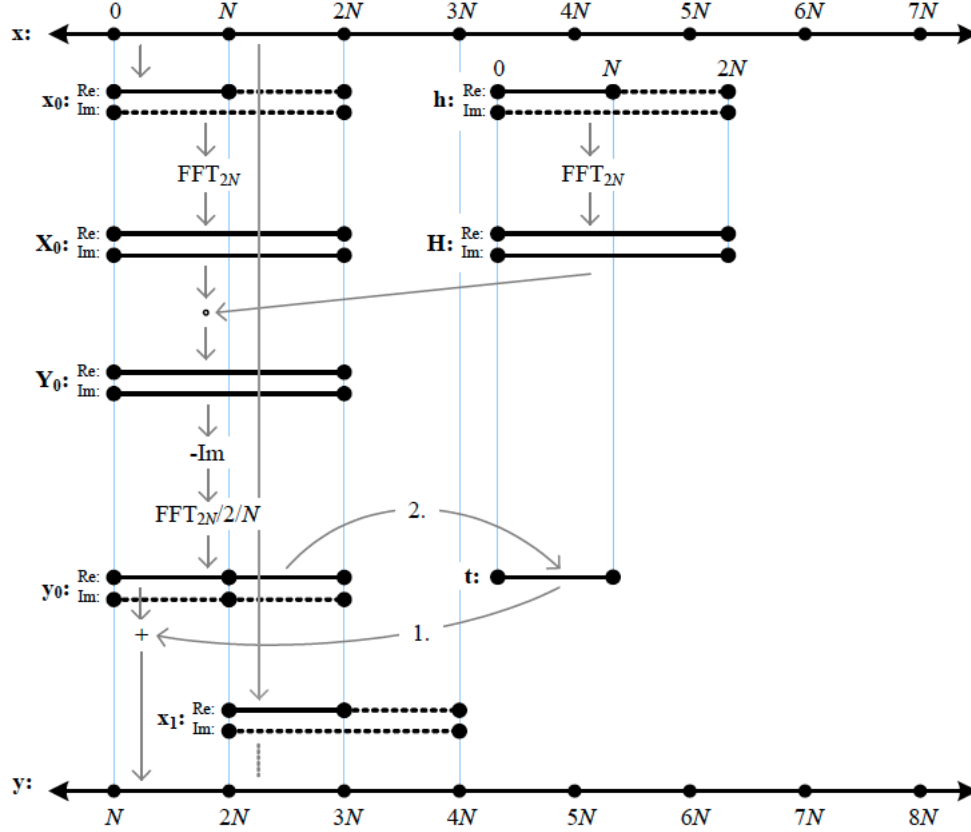 0 N 2N 3N 4N 5N 6N 7N
x:
0 N 2N
x₀: Re: Im:
h: Re: Im:
FFT₂N FFT₂N
X₀: Re: Im:
H: Re: Im:
∘
Y₀: Re: Im:
-Im
FFT₂N/2/N
2.
y₀: Re: Im:
t:
+
1.
x₁: Re: Im:
y:
N 2N 3N 4N 5N 6N 7N 8N